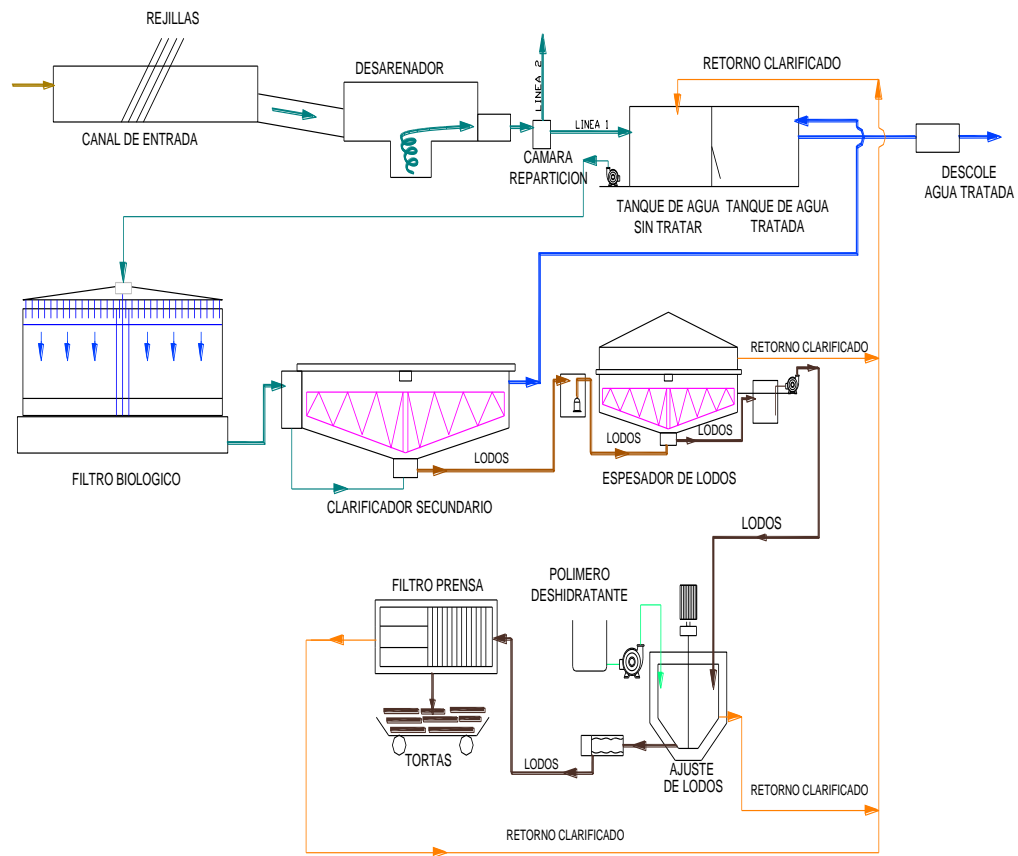 REJILLAS
CANAL DE ENTRADA
DESARENADOR
LINEA 2
LINEA 1
CAMARA
REPARTICION
RETORNO CLARIFICADO
TANQUE DE AGUA
SIN TRATAR
TANQUE DE AGUA
TRATADA
DESCOLE
AGUA TRATADA
FILTRO BIOLOGICO
CLARIFICADOR SECUNDARIO
LODOS
LODOS
LODOS
RETORNO CLARIFICADO
ESPESADOR DE LODOS
LODOS
POLIMERO
DESHIDRATANTE
FILTRO PRENSA
TORTAS
LODOS
AJUSTE
DE LODOS
RETORNO CLARIFICADO
RETORNO CLARIFICADO